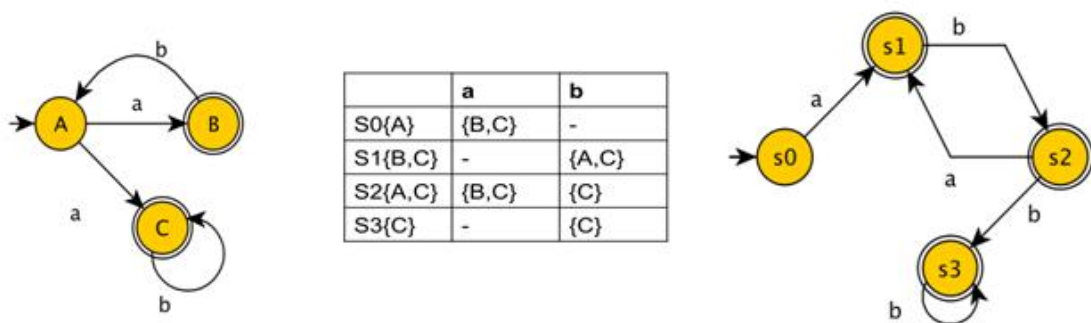 b
A
a
B
a
C
b
a b
S0{A} {B,C} -
S1{B,C} - {A,C}
S2{A,C} {B,C} {C}
S3{C} - {C}
s1
b
a
s0
s2
a
b
s3
b